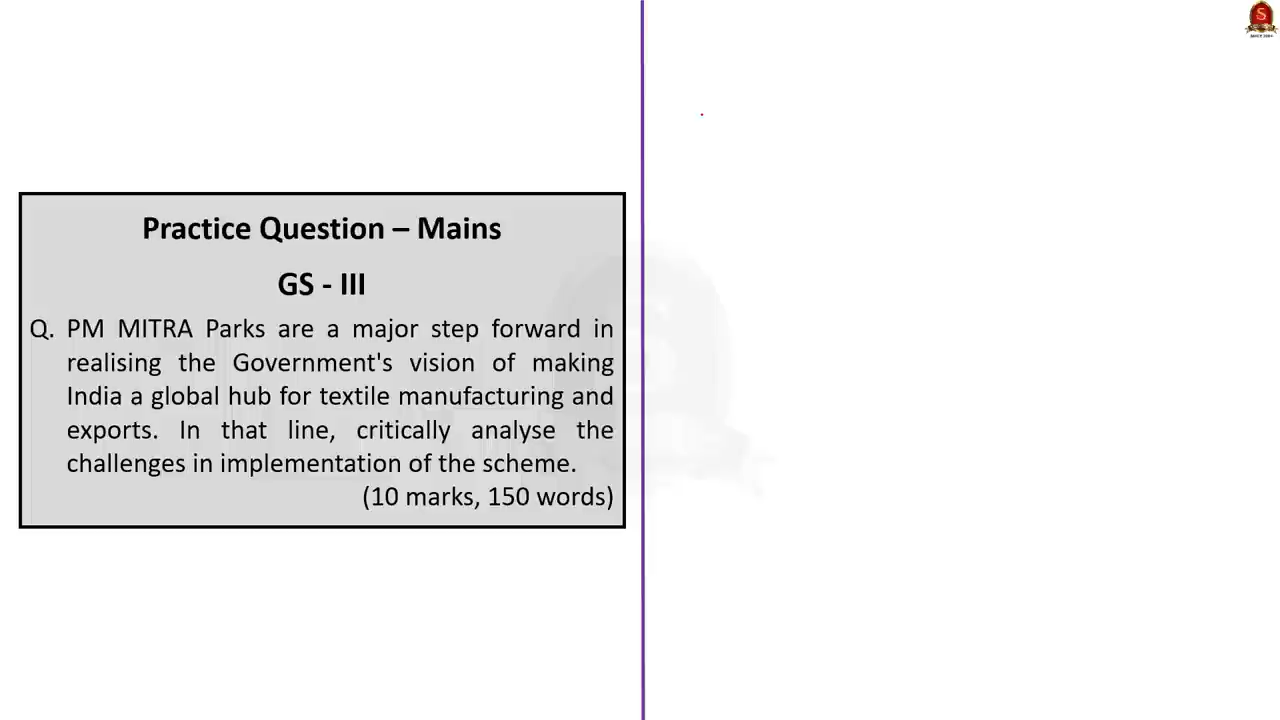 Practice Question – Mains
GS - III
Q. PM MITRA Parks are a major step forward in
realising the Government's vision of making
India a global hub for textile manufacturing and
exports. In that line, critically analyse the
challenges in implementation of the scheme.
(10 marks, 150 words)
S